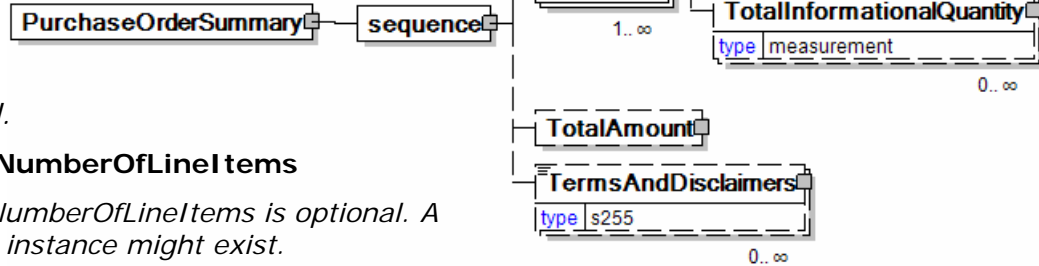 PurchaseOrderSummary
sequence
1.. ∞
TotalInformationalQuantity
type measurement
0.. ∞
TotalAmount
NumberOfLineItems
TermsAndDisclaimers
type s255
NumberOfLineItems is optional. A
instance might exist.
0.. ∞